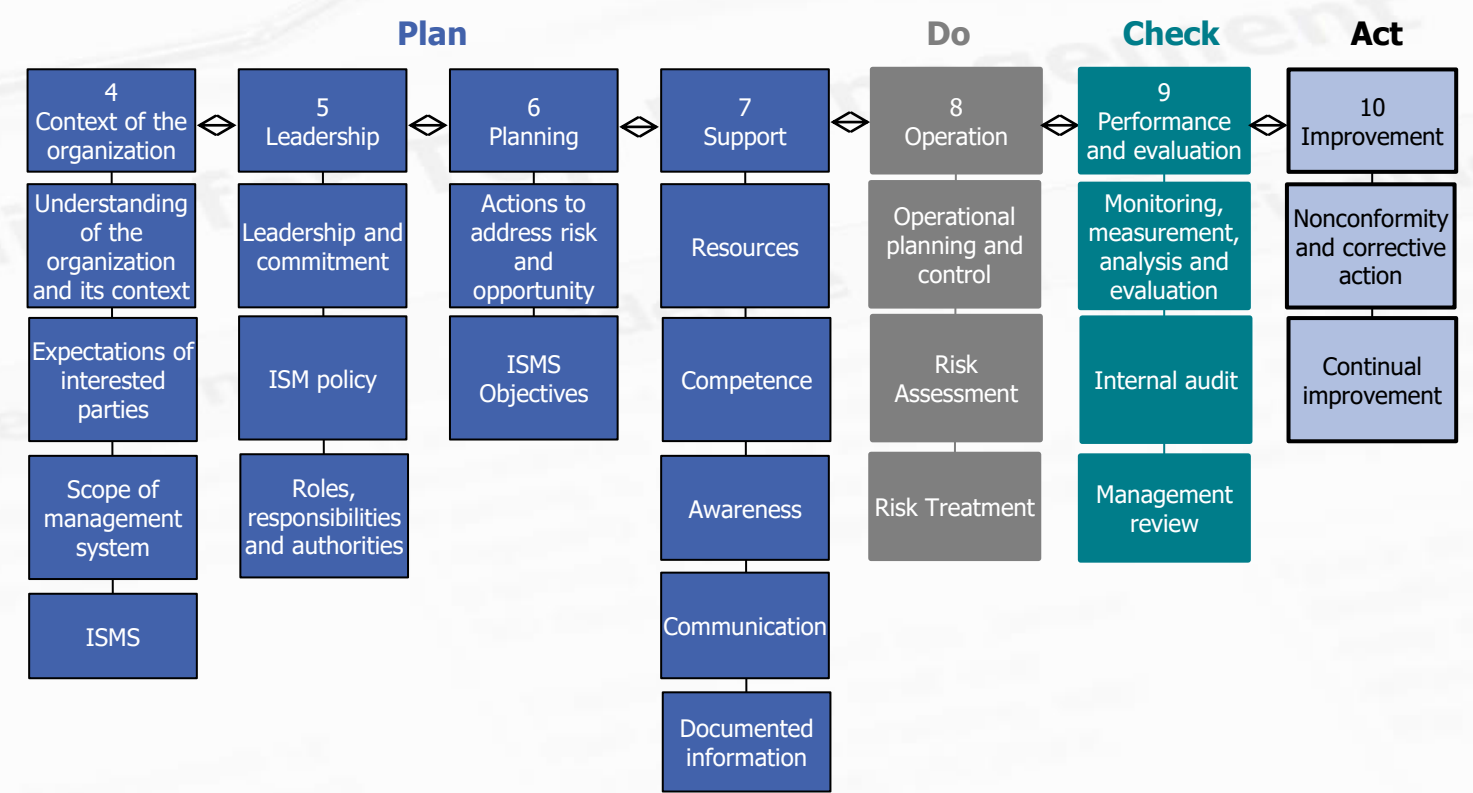 Plan
Do
Check
Act
4
Context of the
organization
5
Leadership
6
Planning
7
Support
8
Operation
9
Performance
and evaluation
10
Improvement
Understanding
of the
organization
and its context
Expectations of
interested
parties
Scope of
management
system
ISMS
Leadership and
commitment
ISM policy
Roles,
responsibilities
and authorities
Actions to
address risk
and
opportunity
ISMS
Objectives
Resources
Competence
Awareness
Communication
Documented
information
Operational
planning and
control
Risk
Assessment
Risk Treatment
Monitoring,
measurement,
analysis and
evaluation
Internal audit
Management
review
Nonconformity
and corrective
action
Continual
improvement